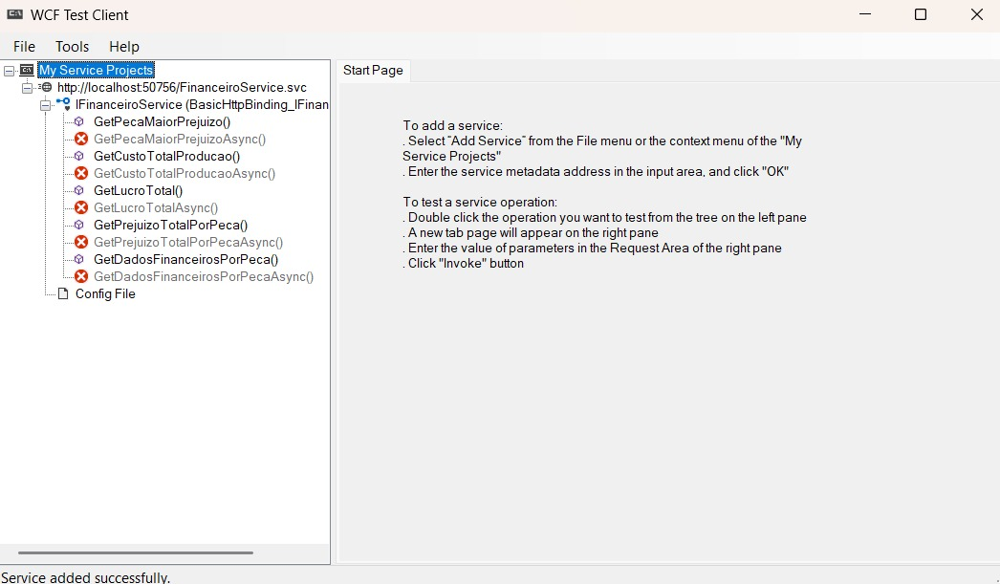 WCF Test Client
File Tools Help
My Service Projects
http://localhost:50756/FinanceiroService.svc
IFinanceiroService (BasicHttpBinding_IFinan
GetPecaMaiorPrejuizo()
GetPecaMaiorPrejuizoAsync()
GetCustoTotalProducao()
GetCustoTotalProducaoAsync()
GetLucroTotal()
GetLucroTotalAsync()
GetPrejuizoTotalPorPeca()
GetPrejuizoTotalPorPecaAsync()
GetDadosFinanceirosPorPeca()
GetDadosFinanceirosPorPecaAsync()
Config File
Start Page
To add a service:
. Select "Add Service" from the File menu or the context menu of the "My
Service Projects"
. Enter the service metadata address in the input area, and click "OK"
To test a service operation:
. Double click the operation you want to test from the tree on the left pane
. A new tab page will appear on the right pane
. Enter the value of parameters in the Request Area of the right pane
. Click "Invoke" button
Service added successfully.